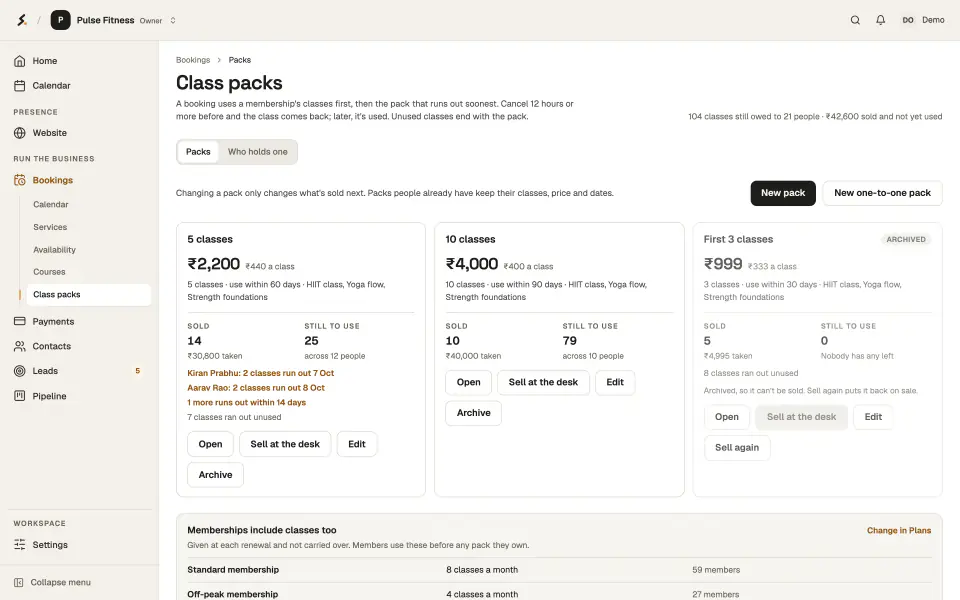 / P Pulse Fitness Owner
DO Demo
Home
Calendar
PRESENCE
Website
RUN THE BUSINESS
Bookings
Calendar
Services
Availability
Courses
Class packs
Payments
Contacts
Leads 5
Pipeline
WORKSPACE
Settings
Collapse menu
Bookings > Packs
Class packs
A booking uses a membership's classes first, then the pack that runs out soonest. Cancel 12 hours or
more before and the class comes back; later, it's used. Unused classes end with the pack.
104 classes still owed to 21 people · ₹42,600 sold and not yet used
Packs Who holds one
Changing a pack only changes what's sold next. Packs people already have keep their classes, price and dates.
New pack New one-to-one pack
5 classes
₹2,200 ₹440 a class
5 classes · use within 60 days · HIIT class, Yoga flow,
Strength foundations
SOLD STILL TO USE
14 25
₹30,800 taken across 12 people
Kiran Prabhu: 2 classes run out 7 Oct
Aarav Rao: 2 classes run out 8 Oct
1 more runs out within 14 days
7 classes ran out unused
Open Sell at the desk Edit
Archive
10 classes
₹4,000 ₹400 a class
10 classes · use within 90 days · HIIT class, Yoga flow,
Strength foundations
SOLD STILL TO USE
10 79
₹40,000 taken across 10 people
Open Sell at the desk Edit
Archive
First 3 classes ARCHIVED
₹999 ₹333 a class
3 classes · use within 30 days · HIIT class, Yoga flow,
Strength foundations
SOLD STILL TO USE
5 0
₹4,995 taken Nobody has any left
8 classes ran out unused
Archived, so it can't be sold. Sell again puts it back on sale.
Open Sell at the desk Edit
Sell again
Memberships include classes too Change in Plans
Given at each renewal and not carried over. Members use these before any pack they own.
Standard membership 8 classes a month 59 members
Off-peak membership 4 classes a month 27 members